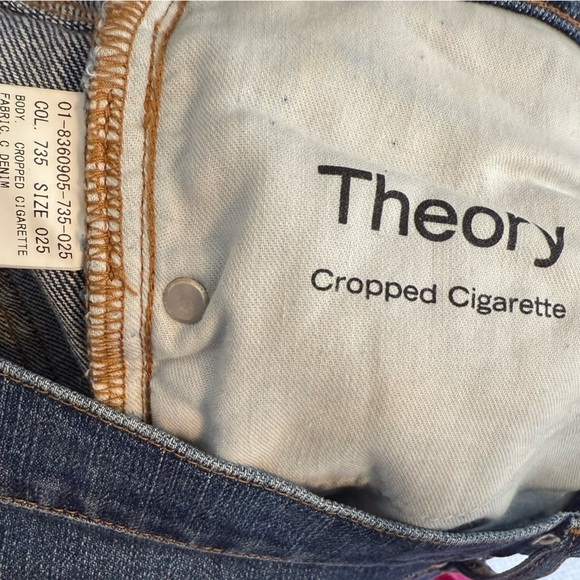 01-8360905-735-025
COL. 735 SIZE 025
BODY. CROPPED CIGARETTE
FABRIC. C DENIM
Theory
Cropped Cigarette